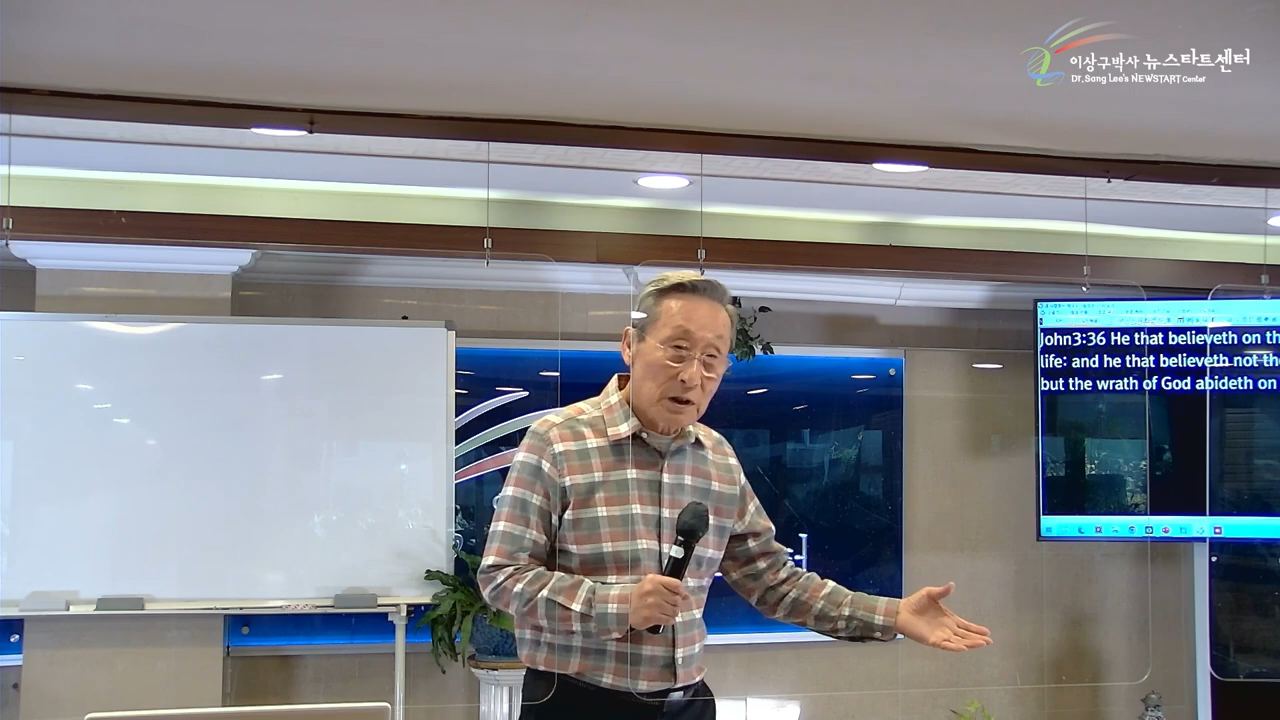 이상구박사 뉴스타트센터
Dr. Sang Lee's NEWSTART Center
John3:36 He that believeth on th
life: and he that believeth not the
but the wrath of God abideth on